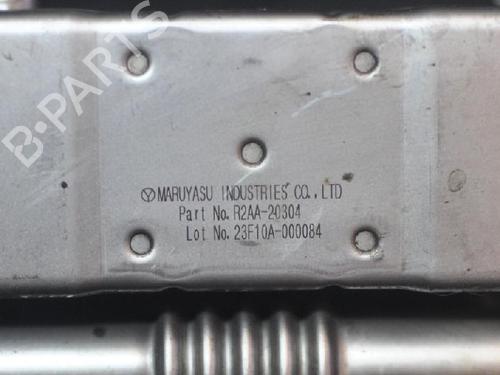 B-PARTS
MARUYASU INDUSTRIES CO., LTD
Part No. R2AA-20304
Lot No. 23F10A-000084